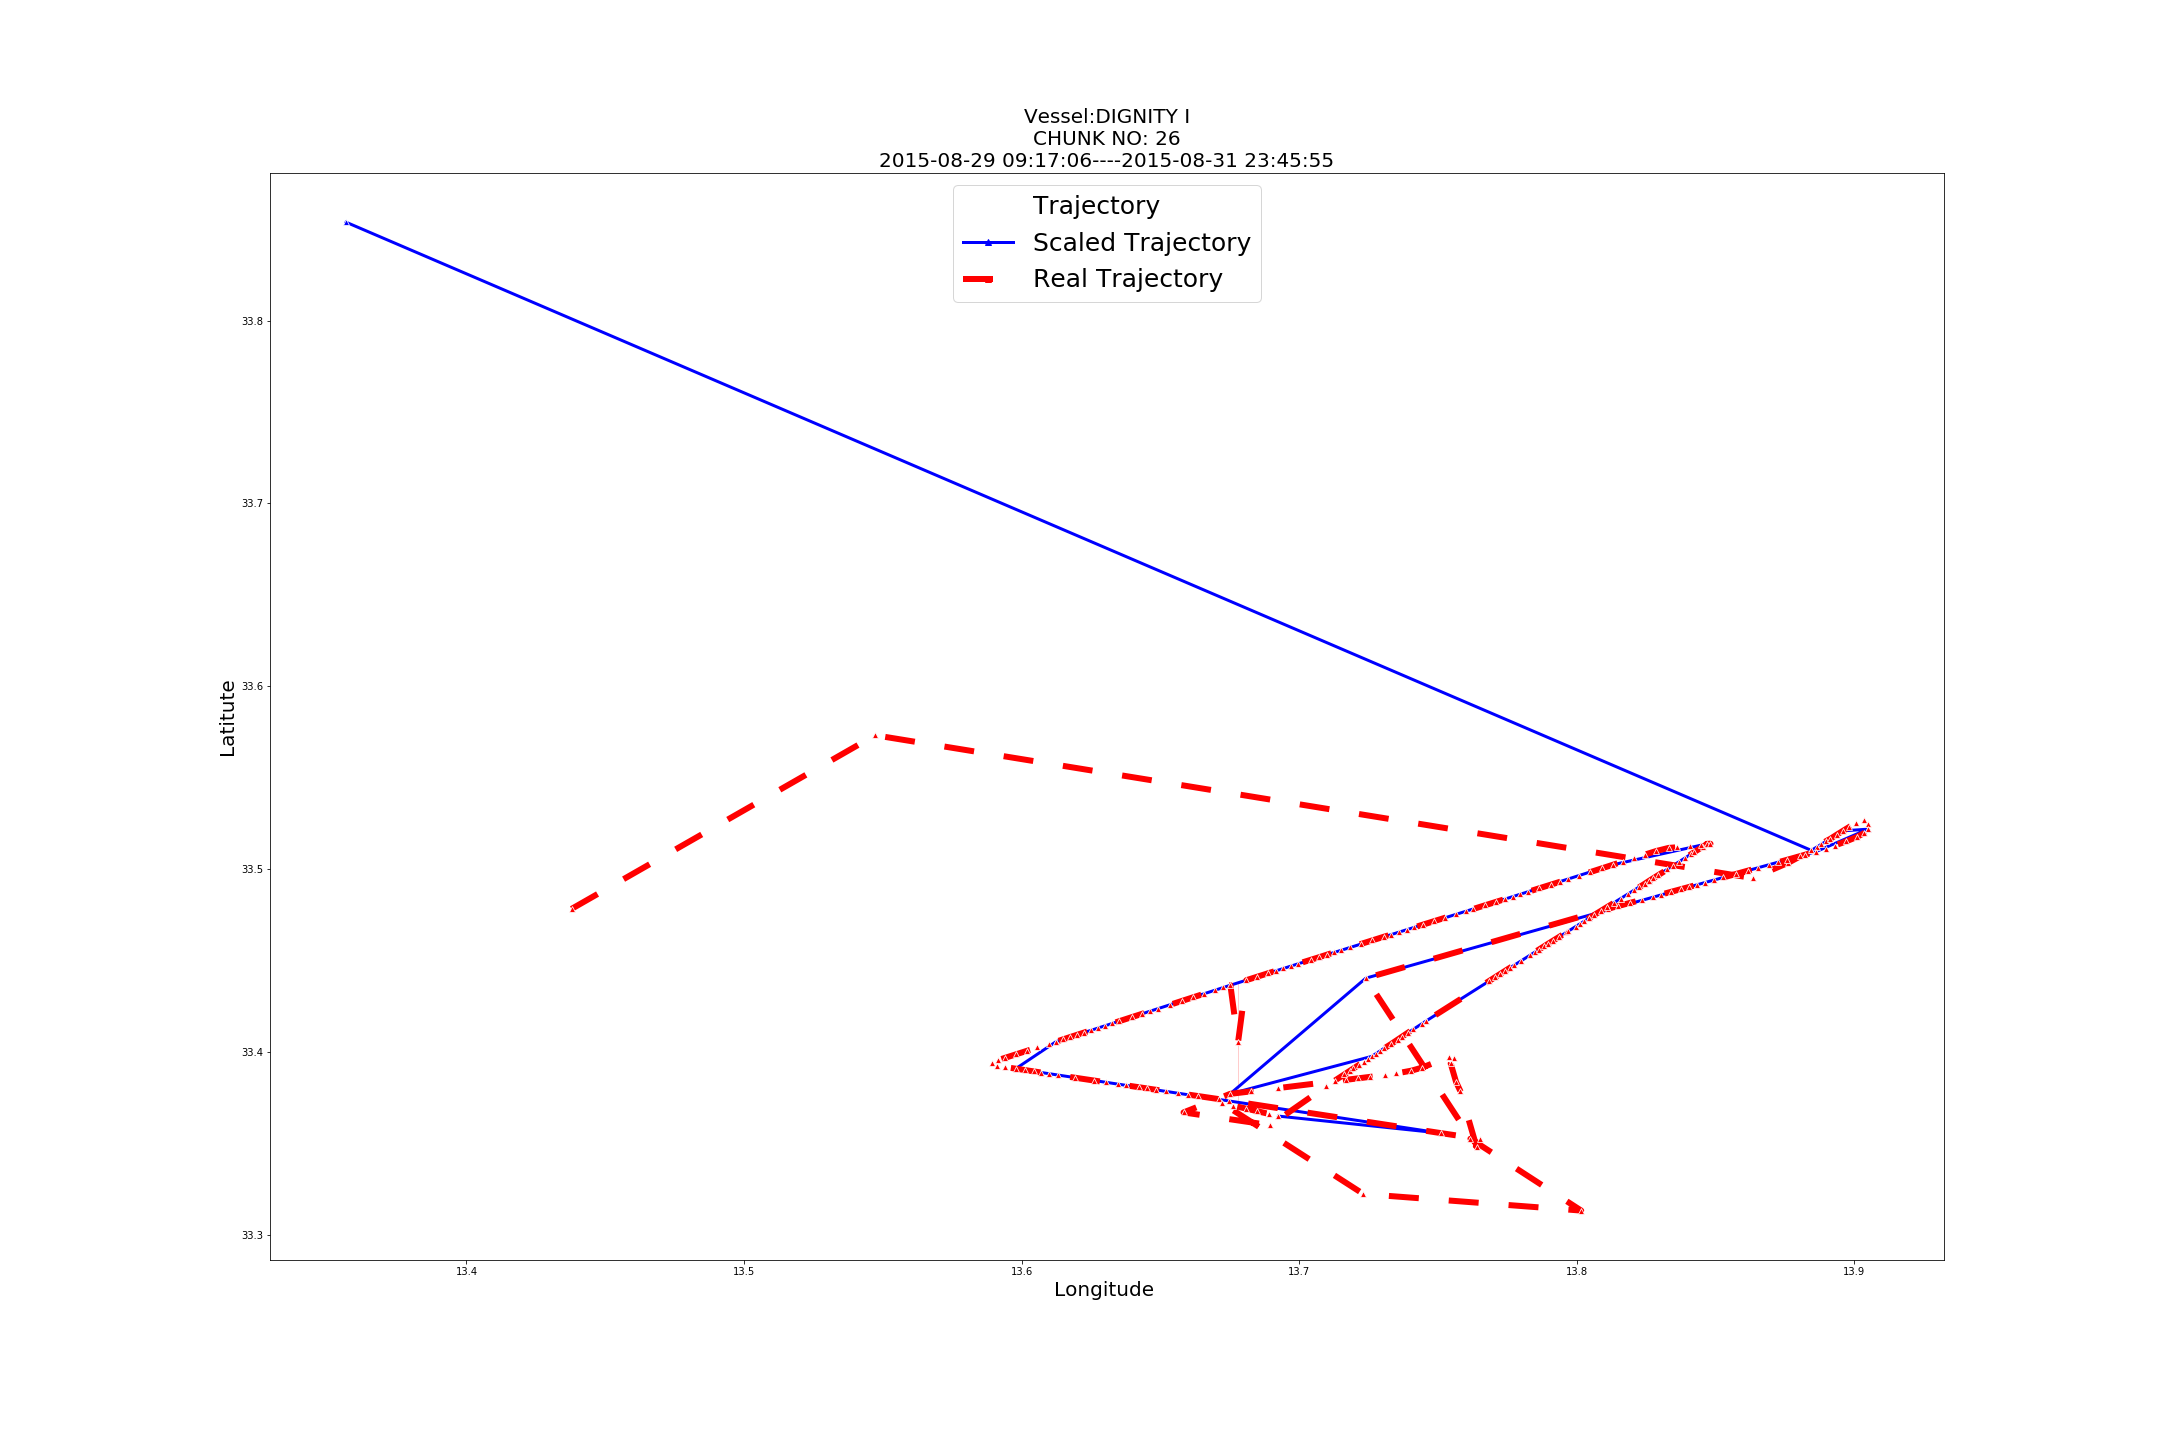 Vessel:DIGNITY I
CHUNK NO: 26
2015-08-29 09:17:06----2015-08-31 23:45:55
Trajectory
Scaled Trajectory
Real Trajectory
33.8
33.7
33.6
33.5
33.4
33.3
Latitute
13.4 13.5 13.6 13.7 13.8 13.9
Longitude